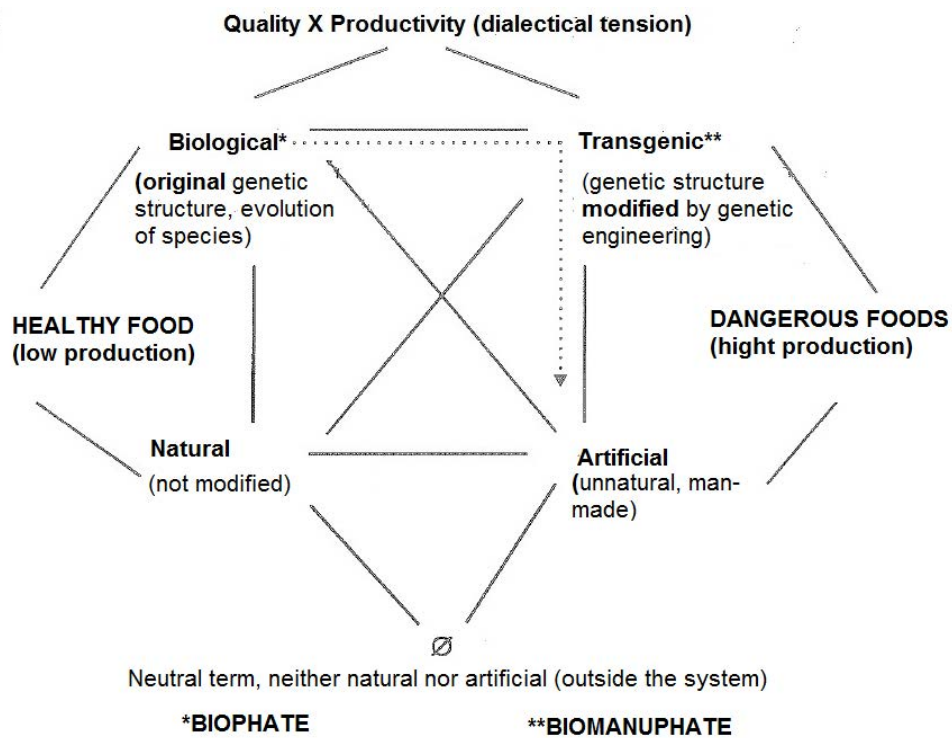 Quality X Productivity (dialectical tension)
Biological*
Transgenic**
(original genetic
structure, evolution
of species)
(genetic structure
modified by genetic
engineering)
HEALTHY FOOD
(low production)
DANGEROUS FOODS
(hight production)
Natural
(not modified)
Artificial
(unnatural, man-
made)
Ø
Neutral term, neither natural nor artificial (outside the system)
*BIOPHATE
**BIOMANUPHATE